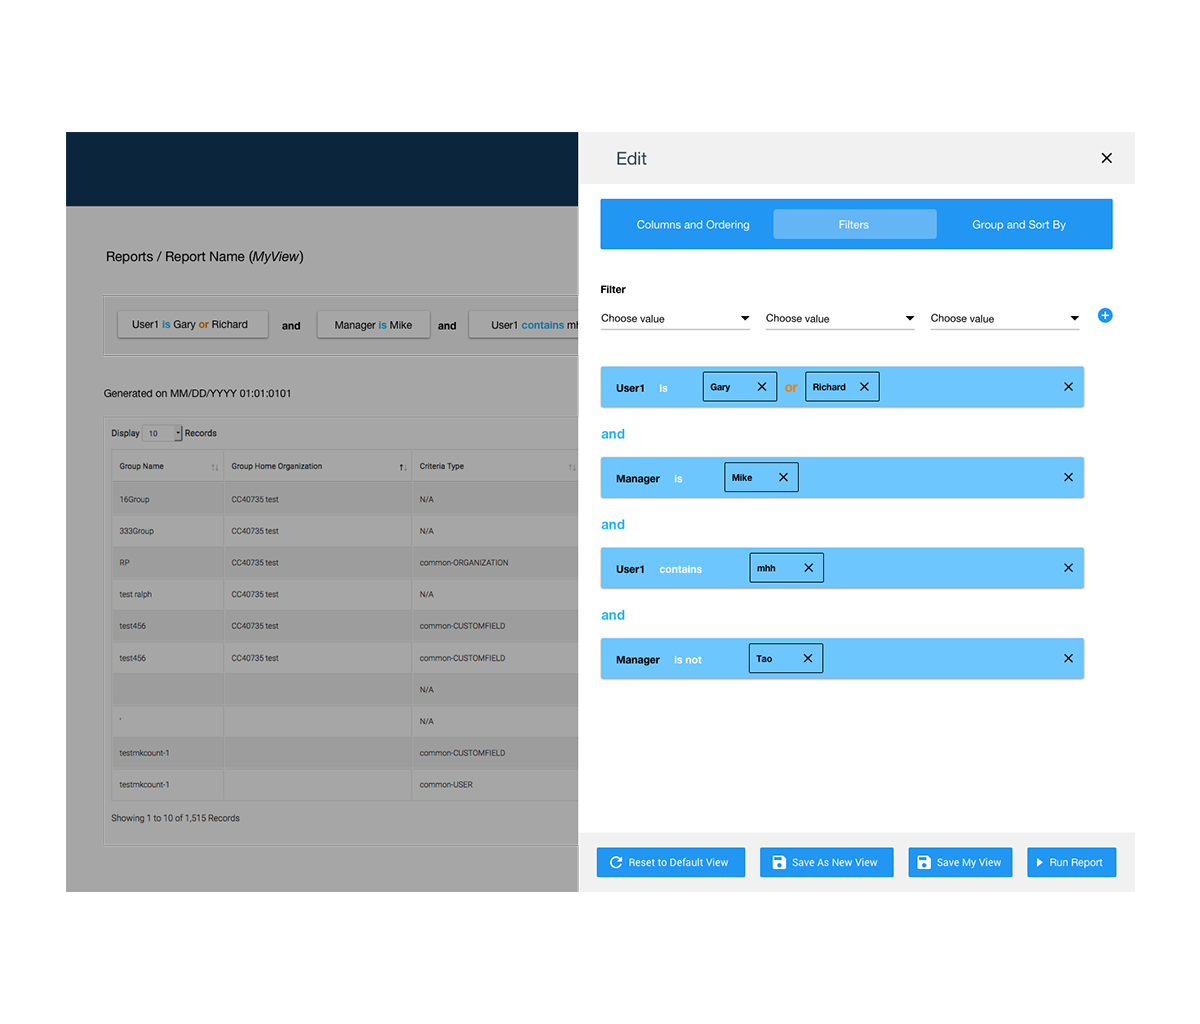 Edit
Columns and Ordering Filters Group and Sort By
Reports / Report Name (MyView)
Filter
Choose value Choose value Choose value
User1 is Gary or Richard and Manager is Mike and User1 contains mh
User1 is Gary or Richard
Generated on MM/DD/YYYY 01:01:0101
and
Display 10 Records
Group Name Group Home Organization Criteria Type
Manager is Mike
16Group CC40735 test N/A
333Group CC40735 test N/A
and
RP CC40735 test common-ORGANIZATION
User1 contains mhh
test ralph CC40735 test N/A
and
test456 CC40735 test common-CUSTOMFIELD
test456 CC40735 test common-CUSTOMFIELD
Manager is not Tao
N/A
' N/A
testmkcount-1 common-CUSTOMFIELD
testmkcount-1 common-USER
Showing 1 to 10 of 1,515 Records
Reset to Default View Save As New View Save My View Run Report